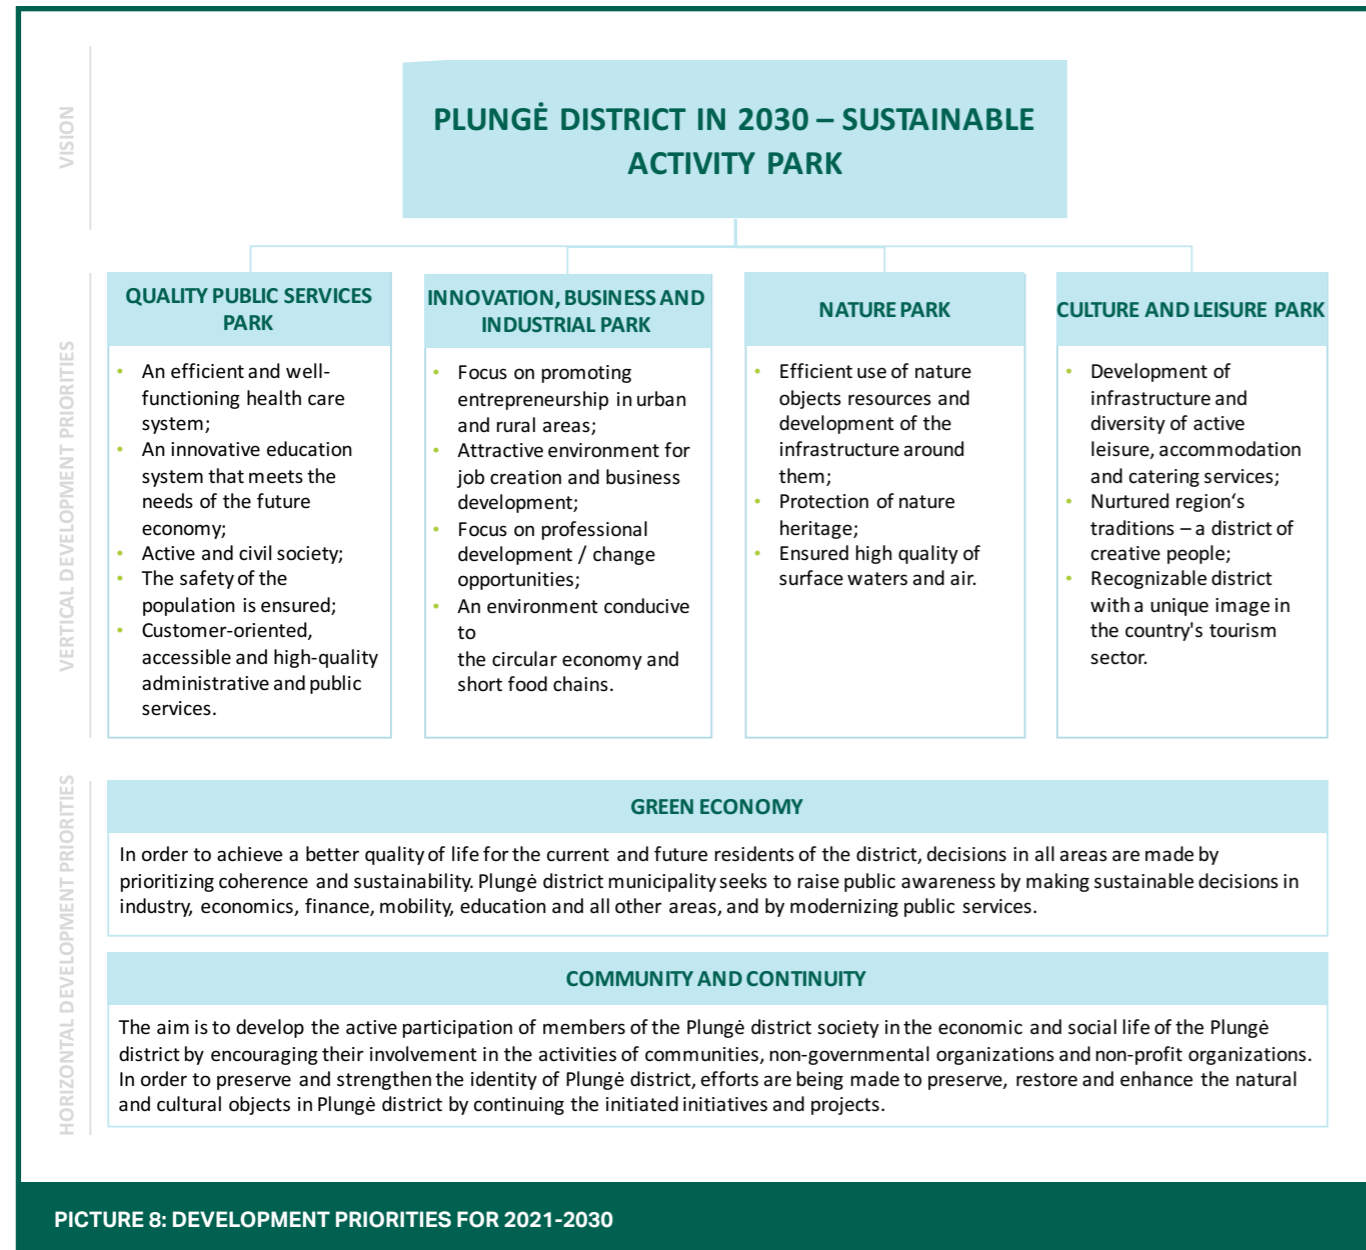 VISION
PLUNGĖ DISTRICT IN 2030 – SUSTAINABLE
ACTIVITY PARK
VERTICAL DEVELOPMENT PRIORITIES
QUALITY PUBLIC SERVICES
PARK
• An efficient and well-
functioning health care
system;
• An innovative education
system that meets the
needs of the future
economy;
• Active and civil society;
• The safety of the
population is ensured;
• Customer-oriented,
accessible and high-quality
administrative and public
services.
INNOVATION, BUSINESS AND
INDUSTRIAL PARK
• Focus on promoting
entrepreneurship in urban
and rural areas;
• Attractive environment for
job creation and business
development;
• Focus on professional
development / change
opportunities;
• An environment conducive
to
the circular economy and
short food chains.
NATURE PARK
• Efficient use of nature
objects resources and
development of the
infrastructure around
them;
• Protection of nature
heritage;
• Ensured high quality of
surface waters and air.
CULTURE AND LEISURE PARK
• Development of
infrastructure and
diversity of active
leisure, accommodation
and catering services;
• Nurtured region‘s
traditions – a district of
creative people;
• Recognizable district
with a unique image in
the country's tourism
sector.
HORIZONTAL DEVELOPMENT PRIORITIES
GREEN ECONOMY
In order to achieve a better quality of life for the current and future residents of the district, decisions in all areas are made by
prioritizing coherence and sustainability. Plungė district municipality seeks to raise public awareness by making sustainable decisions in
industry, economics, finance, mobility, education and all other areas, and by modernizing public services.
COMMUNITY AND CONTINUITY
The aim is to develop the active participation of members of the Plungė district society in the economic and social life of the Plungė
district by encouraging their involvement in the activities of communities, non-governmental organizations and non-profit organizations.
In order to preserve and strengthen the identity of Plungė district, efforts are being made to preserve, restore and enhance the natural
and cultural objects in Plungė district by continuing the initiated initiatives and projects.
PICTURE 8: DEVELOPMENT PRIORITIES FOR 2021-2030